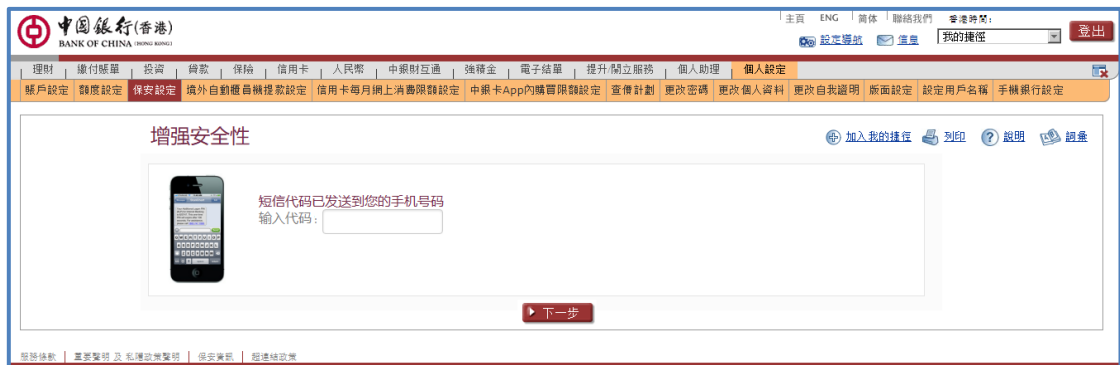 中国银行(香港)
BANK OF CHINA (HONG KONG)
主頁 ENG 简体 聯絡我們 香港時間:
設定導航 信息 我的捷徑 登出
理財 繳付賬單 投資 貸款 保險 信用卡 人民幣 中銀財互通 強積金 電子結單 提升/開立服務 個人助理 個人設定
賬戶設定 額度設定 保安設定 境外自動櫃員機提款設定 信用卡每月網上消費限額設定 中銀卡App內購買限額設定 查價計劃 更改密碼 更改個人資料 更改自我證明 版面設定 設定用戶名稱 手機銀行設定
增强安全性 加入我的捷徑 列印 說明 詞彙
短信代码已发送到您的手机号码
输入代码:
下一步
服務條款 重要聲明 及 私隱政策聲明 保安資訊 超連結政策